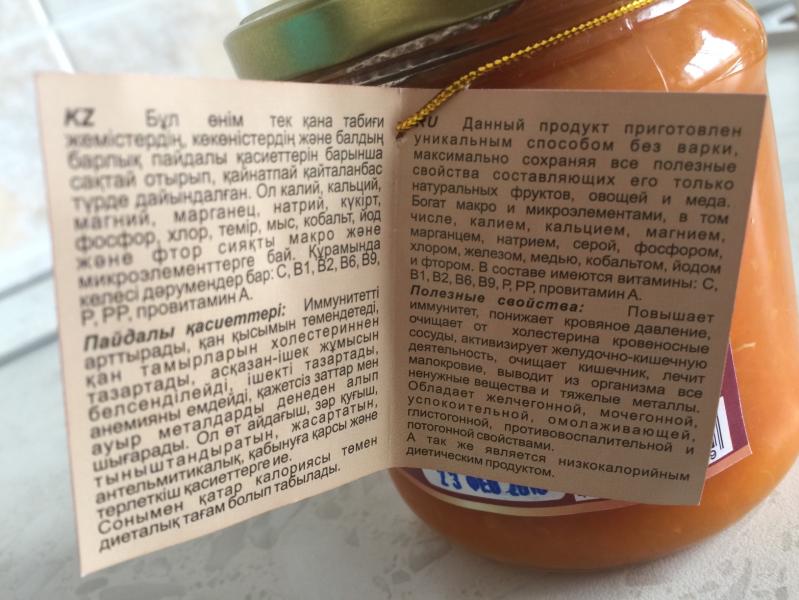 KZ Бұл өнім тек қана табиғи
жемістердің, көкөністердің және балдың
барлық пайдалы қасиеттерін барынша
сақтай отырып, қайнатпай қайталанбас
түрде дайындалған. Ол калий, кальций,
магний, марганец, натрий, күкірт,
фосфор, хлор, темір, мыс, кобальт, йод
және фтор сияқты макро және
микроэлементтерге бай. Құрамында
келесі дәрумендер бар: С, В1, В2, В6, В9,
Р, РР, провитамин А.
Пайдалы қасиеттері: Иммунитетті
арттырады, қан қысымын төмендетеді,
қан тамырларын холестериннен
тазартады, асқазан-ішек жұмысын
белсенділейді, ішекті тазартады,
анемияны емдейді, қажетсіз заттар мен
ауыр металдарды денеден алып
шығарады. Ол өт айдағыш, зәр қуғыш,
тыныштандыратын, жасартатын,
антельмитикалық, қабынуға қарсы және
терлеткіш қасиеттерге ие.
Сонымен қатар калориясы төмен
диеталық тағам болып табылады.
RU Данный продукт приготовлен
уникальным способом без варки,
максимально сохраняя все полезные
свойства составляющих его только
натуральных фруктов, овощей и меда.
Богат макро и микроэлементами, в том
числе, калием, кальцием, магнием,
марганцем, натрием, серой, фосфором,
хлором, железом, медью, кобальтом, йодом
и фтором. В составе имеются витамины: С,
В1, В2, В6, В9, Р, РР, провитамин А.
Полезные свойства: Повышает
иммунитет, понижает кровяное давление,
очищает от холестерина кровеносные
сосуды, активизирует желудочно-кишечную
деятельность, очищает кишечник, лечит
малокровие, выводит из организма все
ненужные вещества и тяжелые металлы.
Обладает желчегонной, мочегонной,
успокоительной, омолаживающей,
глистогонной, противовоспалительной и
потогонной свойствами.
А так же является низкокалорийным
диетическим продуктом.